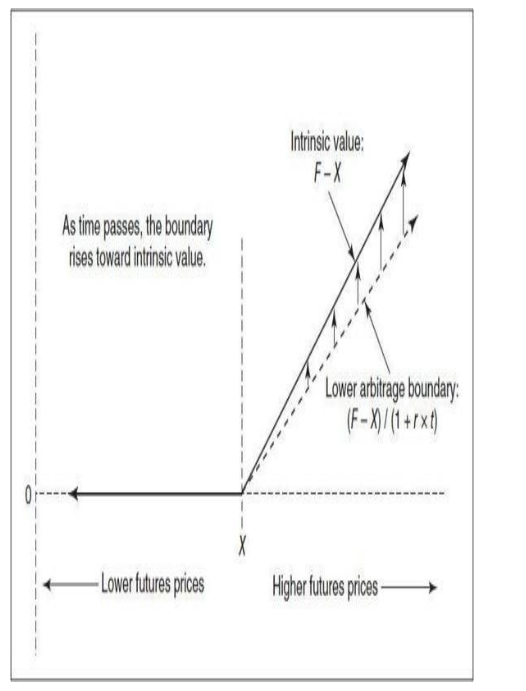 Intrinsic value:
F – X
As time passes, the boundary
rises toward intrinsic value.
Lower arbitrage boundary:
(F – X) / (1 + r × t)
0
X
Lower futures prices
Higher futures prices